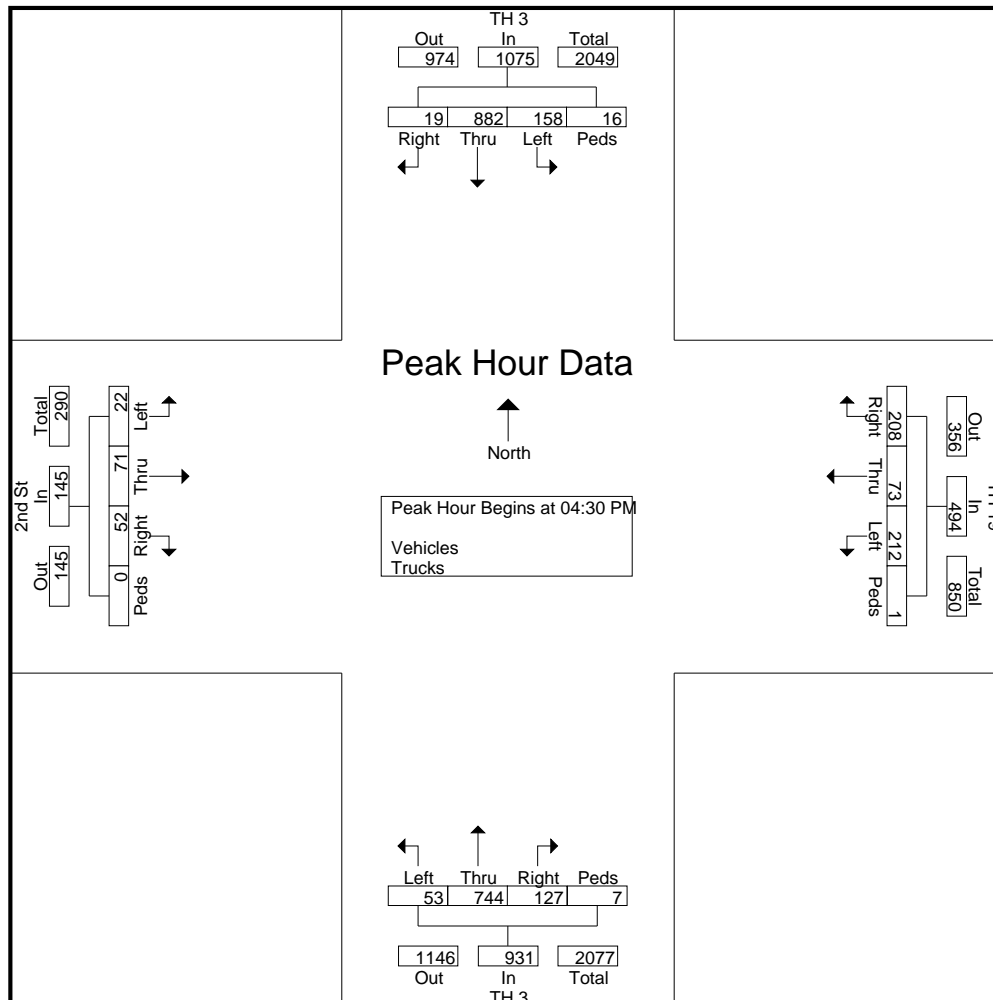 TH 3
Out In Total
974 1075 2049
19 882 158 16
Right Thru Left Peds
Peak Hour Data
North
Peak Hour Begins at 04:30 PM
Vehicles
Trucks
2nd St
Out In Total
145 145 290
22 71 52 0
Left Thru Right Peds
Right Thru Left Peds
208 73 212 1
Out In Total
356 494 850
Left Thru Right Peds
53 744 127 7
1146 931 2077
Out In Total
TH 3